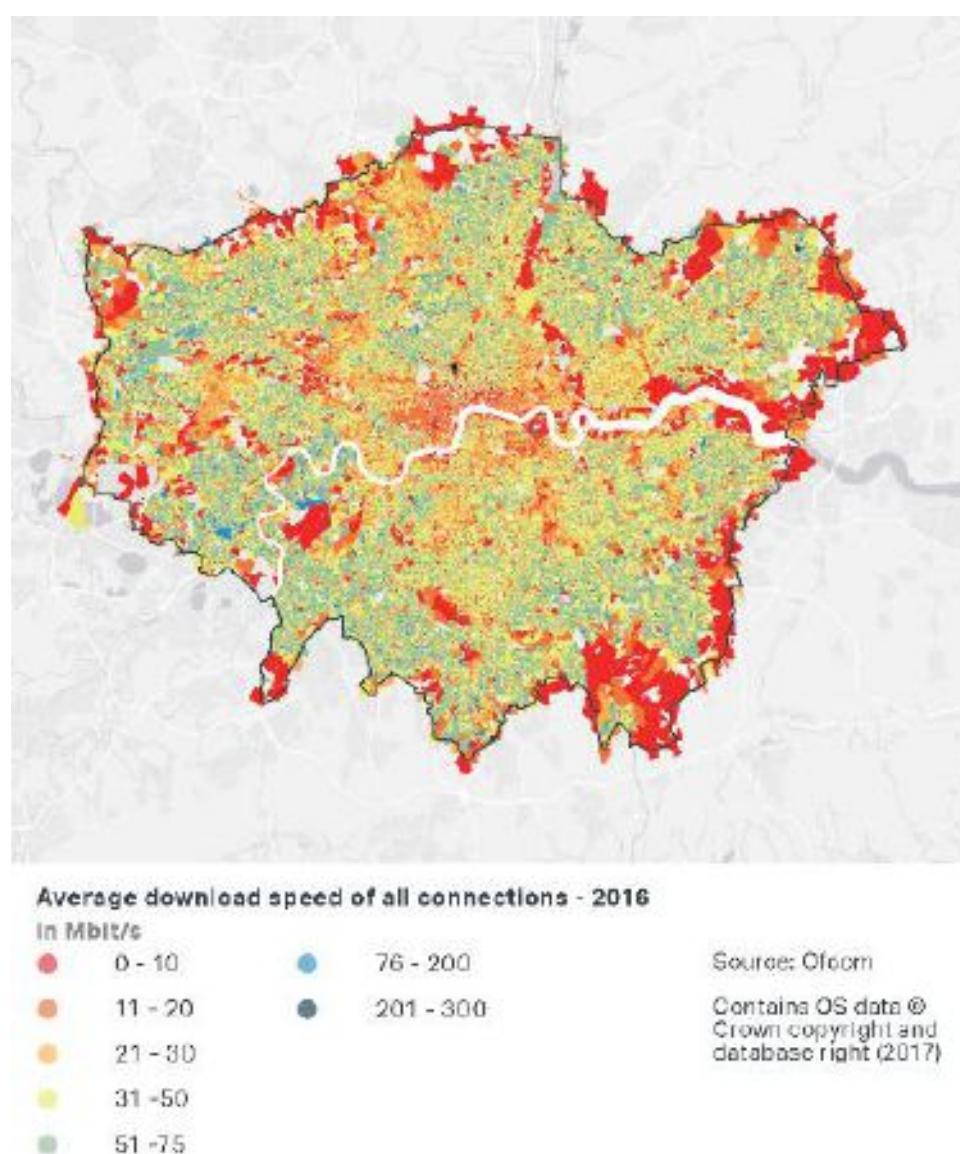 Average download speed of all connections - 2016
in Mbit/s
0 - 10
11 - 20
21 - 30
31 -50
51 -75
76 - 200
201 - 300
Source: Ofcom
Contains OS data ©
Crown copyright and
database right (2017)